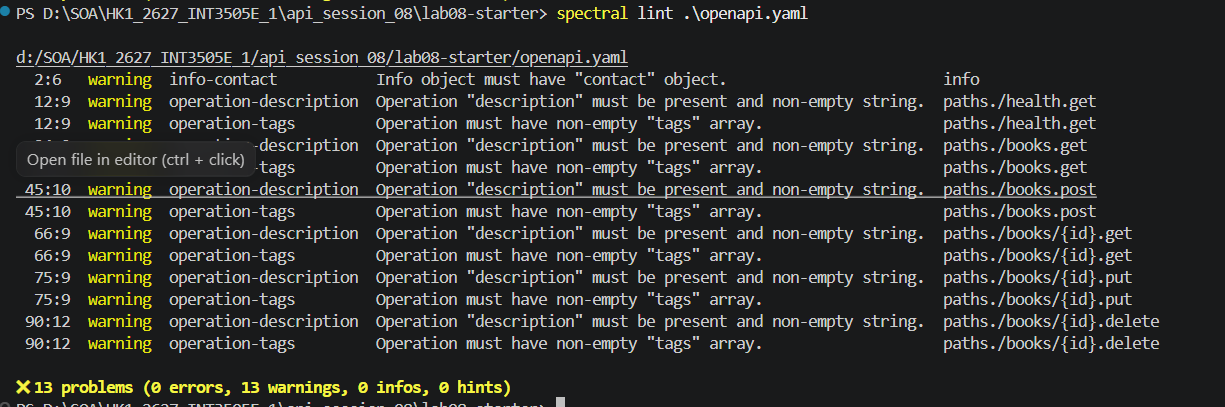 PS D:\SOA\HK1_2627_INT3505E_1\api_session_08\lab08-starter> spectral lint .\openapi.yaml
d:/SOA/HK1_2627_INT3505E_1/api_session_08/lab08-starter/openapi.yaml
2:6 warning info-contact Info object must have "contact" object. info
12:9 warning operation-description Operation "description" must be present and non-empty string. paths./health.get
12:9 warning operation-tags Operation must have non-empty "tags" array. paths./health.get
operation-description Operation "description" must be present and non-empty string. paths./books.get
Open file in editor (ctrl + click)
-tags Operation must have non-empty "tags" array. paths./books.get
45:10 warning operation-description Operation "description" must be present and non-empty string. paths./books.post
45:10 warning operation-tags Operation must have non-empty "tags" array. paths./books.post
66:9 warning operation-description Operation "description" must be present and non-empty string. paths./books/{id}.get
66:9 warning operation-tags Operation must have non-empty "tags" array. paths./books/{id}.get
75:9 warning operation-description Operation "description" must be present and non-empty string. paths./books/{id}.put
75:9 warning operation-tags Operation must have non-empty "tags" array. paths./books/{id}.put
90:12 warning operation-description Operation "description" must be present and non-empty string. paths./books/{id}.delete
90:12 warning operation-tags Operation must have non-empty "tags" array. paths./books/{id}.delete
✖ 13 problems (0 errors, 13 warnings, 0 infos, 0 hints)
PS D:\SOA\HK1_2627_INT3505E_1\api_session_08\lab08-starter>